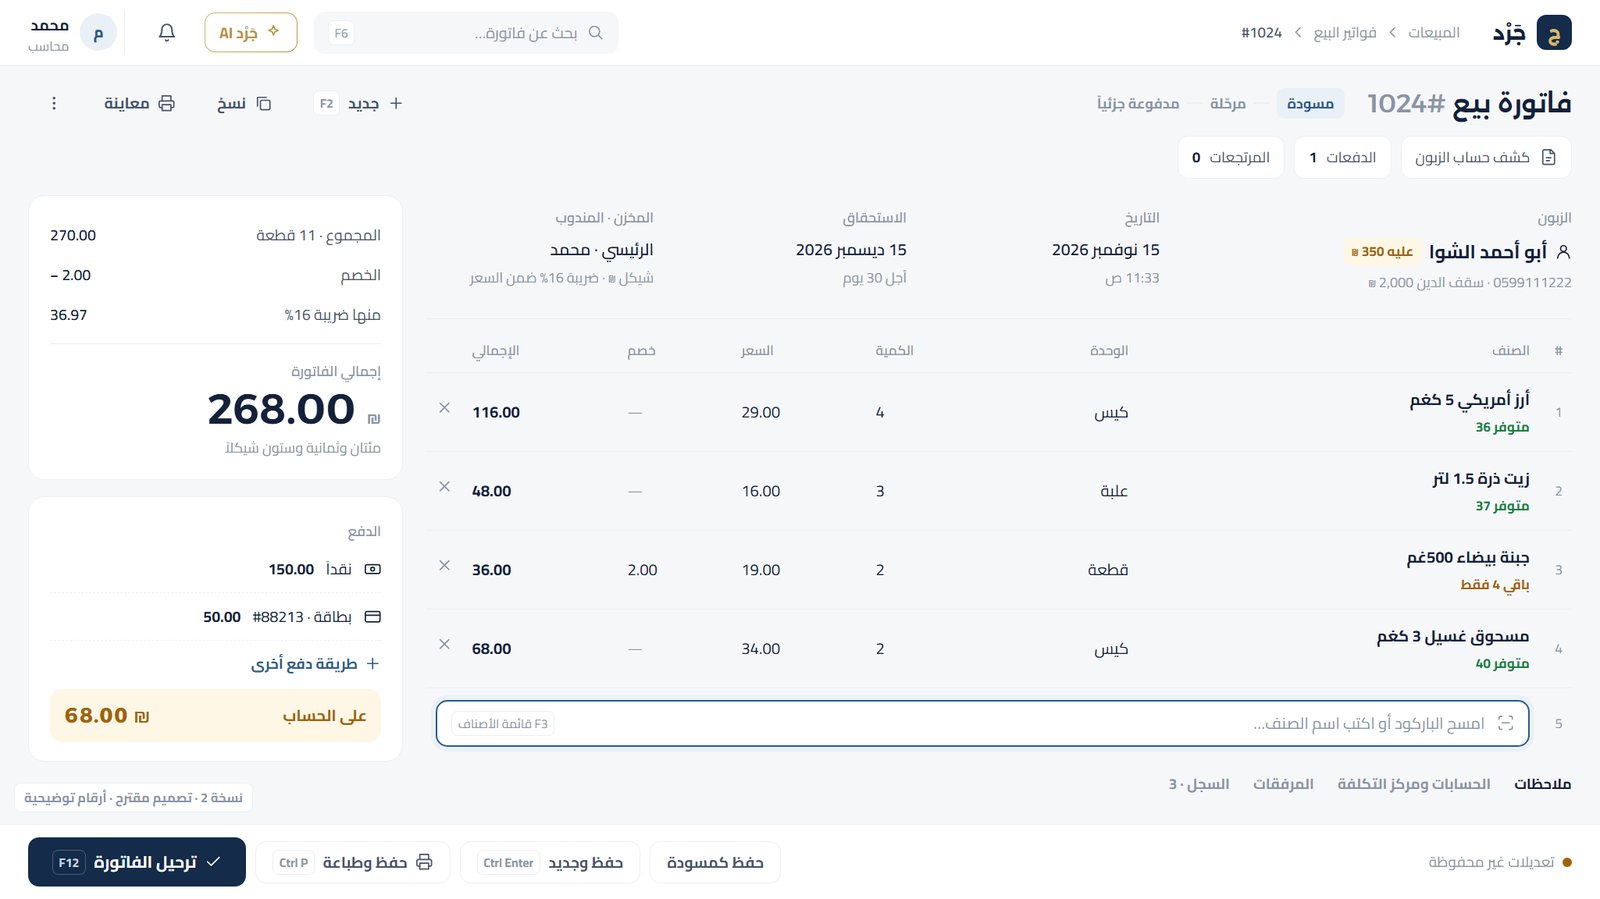 ج جَرْد المبيعات فواتير البيع #1024 بحث عن فاتورة... F6 جَرْد AI م محمد
محاسب
فاتورة بيع #1024 مسودة مرحّلة مدفوعة جزئياً جديد F2 نسخ معاينة
كشف حساب الزبون الدفعات 1 المرتجعات 0
الزبون التاريخ الاستحقاق المخزن · المندوب
أبو أحمد الشوا عليه 350 ₪ 15 نوفمبر 2026 15 ديسمبر 2026 الرئيسي · محمد
0599111222 · سقف الدين 2,000 ₪ 11:33 ص آجل 30 يوم شيكل ₪ · ضريبة 16% ضمن السعر
# الصنف الوحدة الكمية السعر خصم الإجمالي
1 أرز أمريكي 5 كغم كيس 4 29.00 — 116.00
متوفر 36
2 زيت ذرة 1.5 لتر علبة 3 16.00 — 48.00
متوفر 37
3 جبنة بيضاء 500غم قطعة 2 19.00 2.00 36.00
باقي 4 فقط
4 مسحوق غسيل 3 كغم كيس 2 34.00 — 68.00
متوفر 40
5 امسح الباركود أو اكتب اسم الصنف... F3 قائمة الأصناف
ملاحظات الحسابات ومركز التكلفة المرفقات السجل · 3
المجموع · 11 قطعة 270.00
الخصم − 2.00
منها ضريبة 16% 36.97
إجمالي الفاتورة
₪ 268.00
مئتان وثمانية وستون شيكلاً
الدفع
نقداً 150.00
بطاقة · #88213 50.00
طريقة دفع أخرى
على الحساب ₪ 68.00
نسخة 2 · تصميم مقترح · أرقام توضيحية
تعديلات غير محفوظة حفظ كمسودة حفظ وجديد Ctrl Enter حفظ وطباعة Ctrl P ترحيل الفاتورة F12